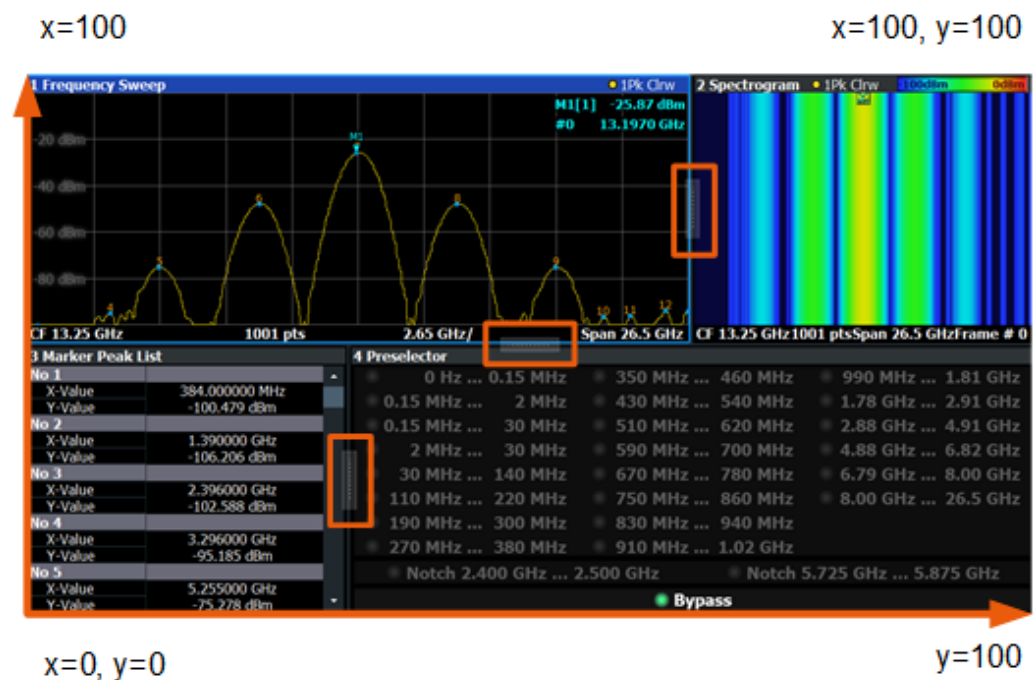 x=100
x=100, y=100
1 Frequency Sweep
1Pk Clrw
M1[1] -25.87 dBm
#0 13.1970 GHz
-20 dBm
M1
-40 dBm
6
8
-60 dBm
5
9
-80 dBm
4
10 11 12
CF 13.25 GHz 1001 pts 2.65 GHz/ Span 26.5 GHz
2 Spectrogram 1Pk Clrw -100dBm 0dBm
CF 13.25 GHz 1001 pts Span 26.5 GHz Frame # 0
3 Marker Peak List
No 1
X-Value 384.000000 MHz
Y-Value -100.479 dBm
No 2
X-Value 1.390000 GHz
Y-Value -106.206 dBm
No 3
X-Value 2.396000 GHz
Y-Value -102.588 dBm
No 4
X-Value 3.296000 GHz
Y-Value -95.185 dBm
No 5
X-Value 5.255000 GHz
Y-Value -75.278 dBm
4 Preselector
0 Hz ... 0.15 MHz 350 MHz ... 460 MHz 990 MHz ... 1.81 GHz
0.15 MHz ... 2 MHz 430 MHz ... 540 MHz 1.78 GHz ... 2.91 GHz
0.15 MHz ... 30 MHz 510 MHz ... 620 MHz 2.88 GHz ... 4.91 GHz
2 MHz ... 30 MHz 590 MHz ... 700 MHz 4.88 GHz ... 6.82 GHz
30 MHz ... 140 MHz 670 MHz ... 780 MHz 6.79 GHz ... 8.00 GHz
110 MHz ... 220 MHz 750 MHz ... 860 MHz 8.00 GHz ... 26.5 GHz
190 MHz ... 300 MHz 830 MHz ... 940 MHz
270 MHz ... 380 MHz 910 MHz ... 1.02 GHz
Notch 2.400 GHz ... 2.500 GHz Notch 5.725 GHz ... 5.875 GHz
Bypass
x=0, y=0
y=100